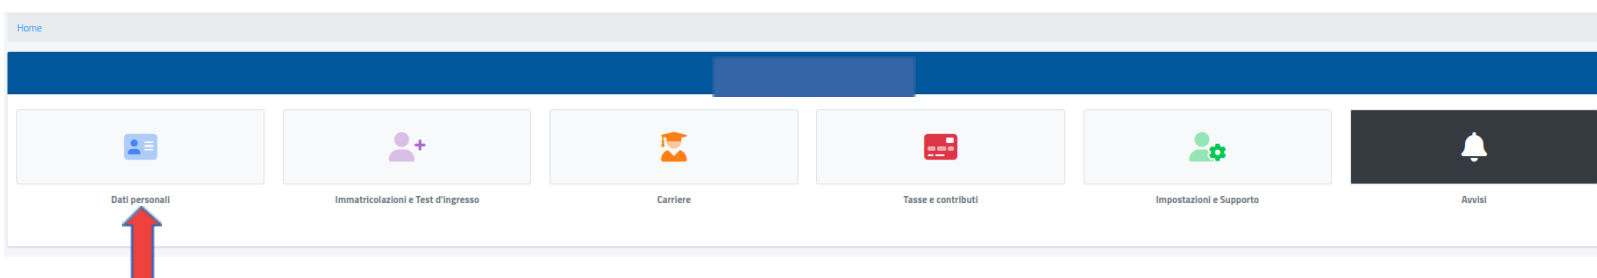 Home
Dati personali
Immatricolazioni e Test d'ingresso
Carriere
Tasse e contributi
Impostazioni e Supporto
Avvisi